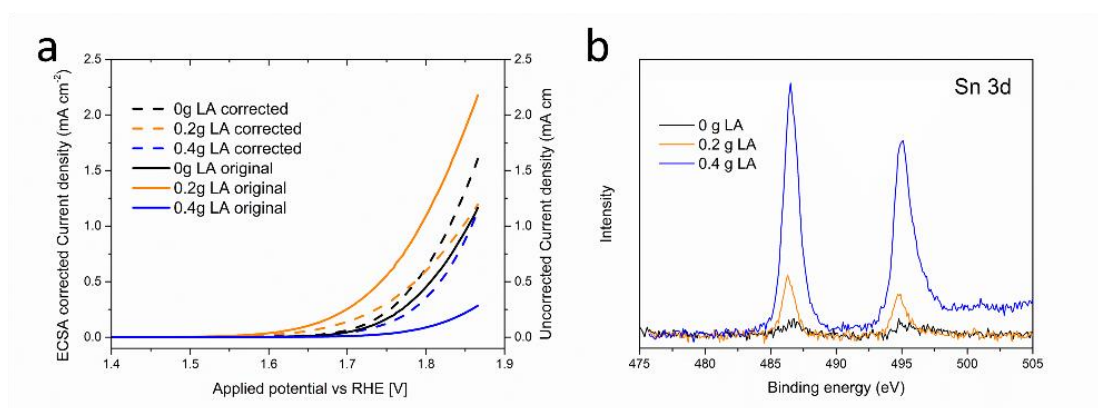 a
ECSA corrected Current density (mA cm-2)
2.5
2.0
1.5
1.0
0.5
0.0
0g LA corrected
0.2g LA corrected
0.4g LA corrected
0g LA original
0.2g LA original
0.4g LA original
2.5
2.0
1.5
1.0
0.5
0.0
Uncorrected Current density (mA cm
1.4 1.5 1.6 1.7 1.8 1.9
Applied potential vs RHE [V]
b
Sn 3d
0 g LA
0.2 g LA
0.4 g LA
Intensity
475 480 485 490 495 500 505
Binding energy (eV)